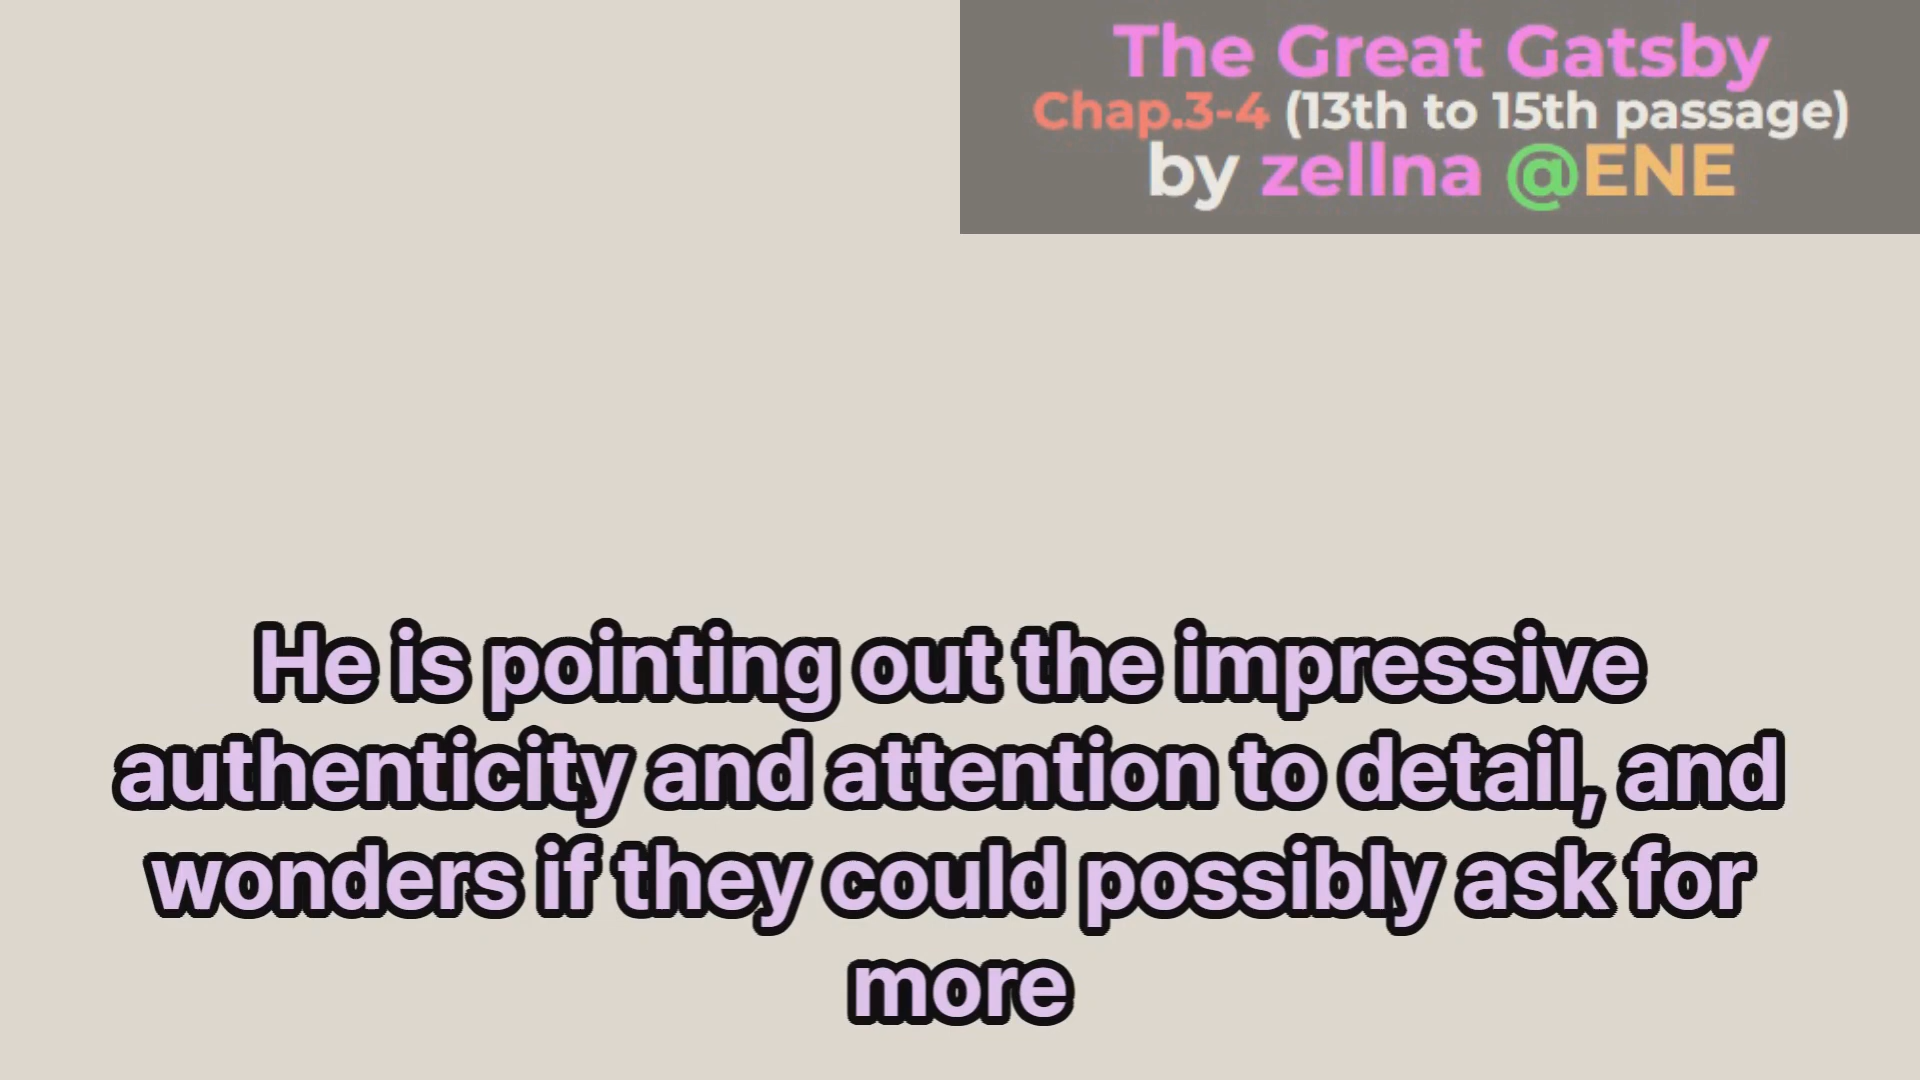 The Great Gatsby
Chap.3-4 (13th to 15th passage)
by zellna @ENE
He is pointing out the impressive
authenticity and attention to detail, and
wonders if they could possibly ask for
more